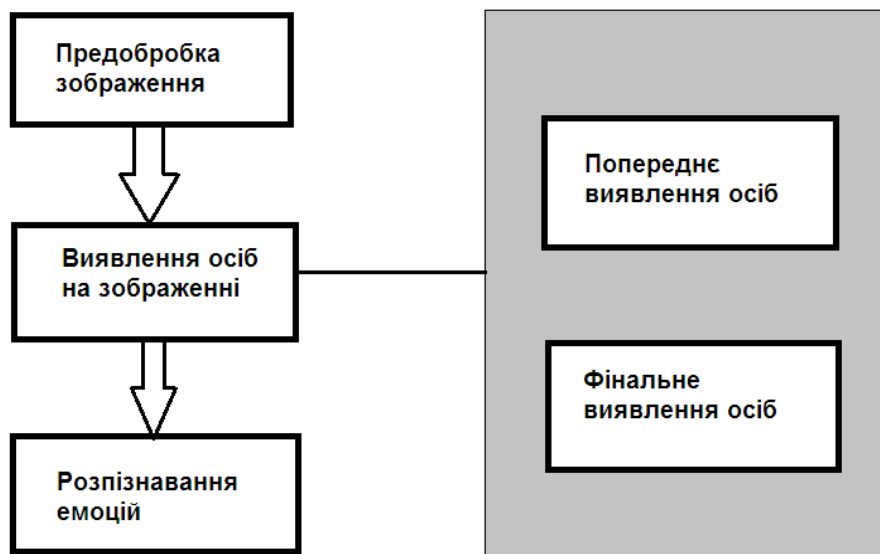 Предобробка
зображення
Виявлення осіб
на зображенні
Розпізнавання
емоцій
Попереднє
виявлення осіб
Фінальне
виявлення осіб